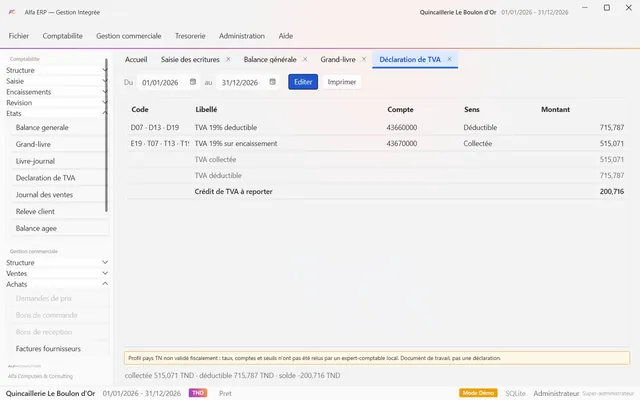 Alfa ERP — Gestion Integrée
Quincaillerie Le Boulon d'Or 01/01/2026 - 31/12/2026
Fichier Comptabilite Gestion commerciale Tresorerie Administration Aide
Comptabilite
Structure
Saisie
Encaissements
Revision
Etats
Balance generale
Grand-livre
Livre-journal
Declaration de TVA
Journal des ventes
Releve client
Balance agee
Gestion commerciale
Structure
Ventes
Achats
Demandes de prix
Bons de commande
Bons de reception
Factures fournisseurs
Alfa Computers & Consulting
Accueil Saisie des ecritures × Balance générale × Grand-livre × Déclaration de TVA ×
Du 01/01/2026 au 31/12/2026 Editer Imprimer
Code Libellé Compte Sens Montant
D07 · D13 · D19 TVA 19% deductible 43660000 Déductible 715,787
E19 · T07 · T13 · T1 TVA 19% sur encaissement 43670000 Collectée 515,071
TVA collectée 515,071
TVA déductible 715,787
Crédit de TVA à reporter 200,716
Profil pays TN non validé fiscalement : taux, comptes et seuils n'ont pas été relus par un expert-comptable local. Document de travail, pas une déclaration.
collectée 515,071 TND · déductible 715,787 TND · solde -200,716 TND
Quincaillerie Le Boulon d'Or 01/01/2026 - 31/12/2026 TND Pret Mode Démo SQLite Administrateur Super-administrateur